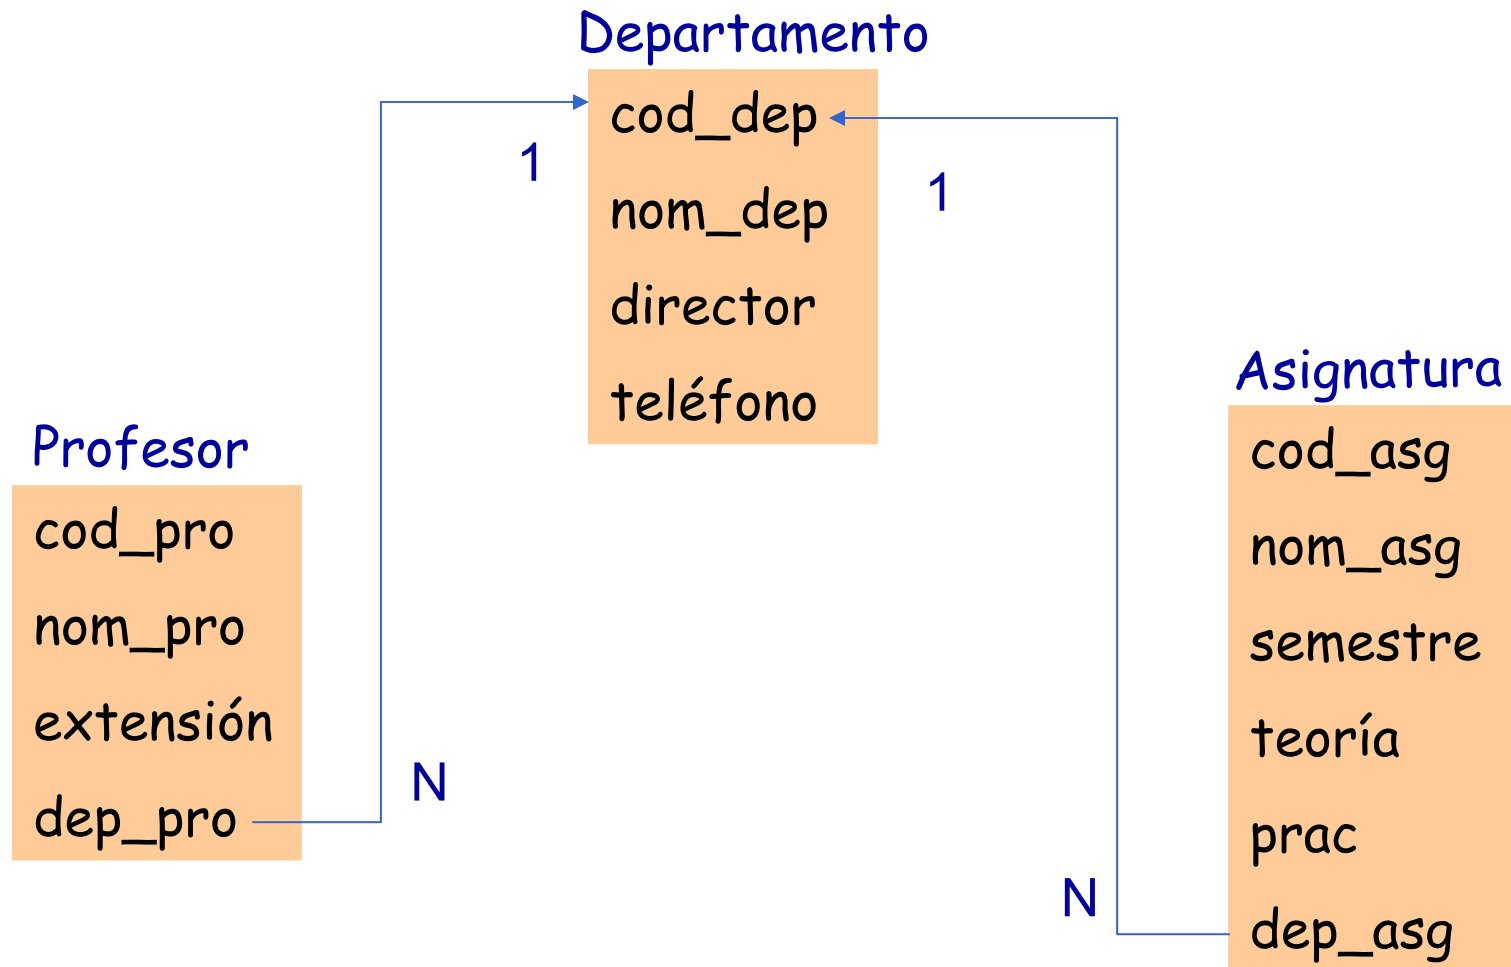 Departamento
cod_dep
nom_dep
director
teléfono
1
1
Profesor
cod_pro
nom_pro
extensión
dep_pro
N
Asignatura
cod_asg
nom_asg
semestre
teoría
prac
dep_asg
N